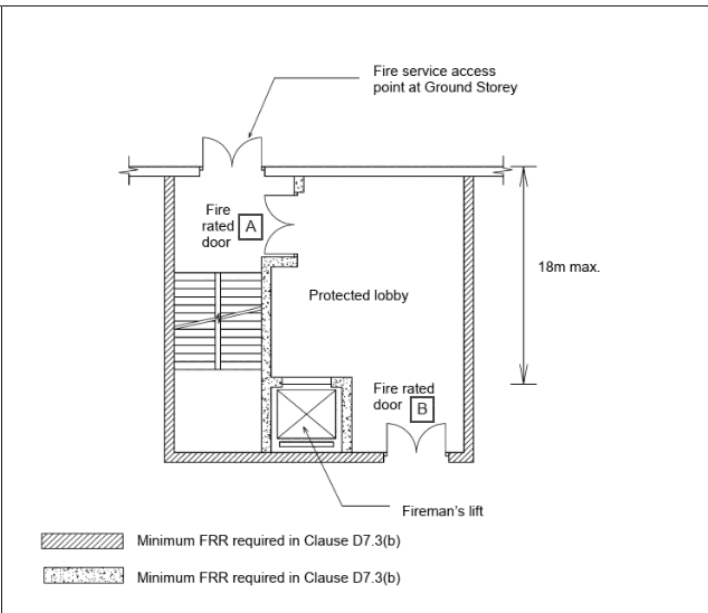 Fire service access
point at Ground Storey
Fire
rated
door
A
18m max.
Protected lobby
Fire rated
door
B
Fireman's lift
Minimum FRR required in Clause D7.3(b)
Minimum FRR required in Clause D7.3(b)